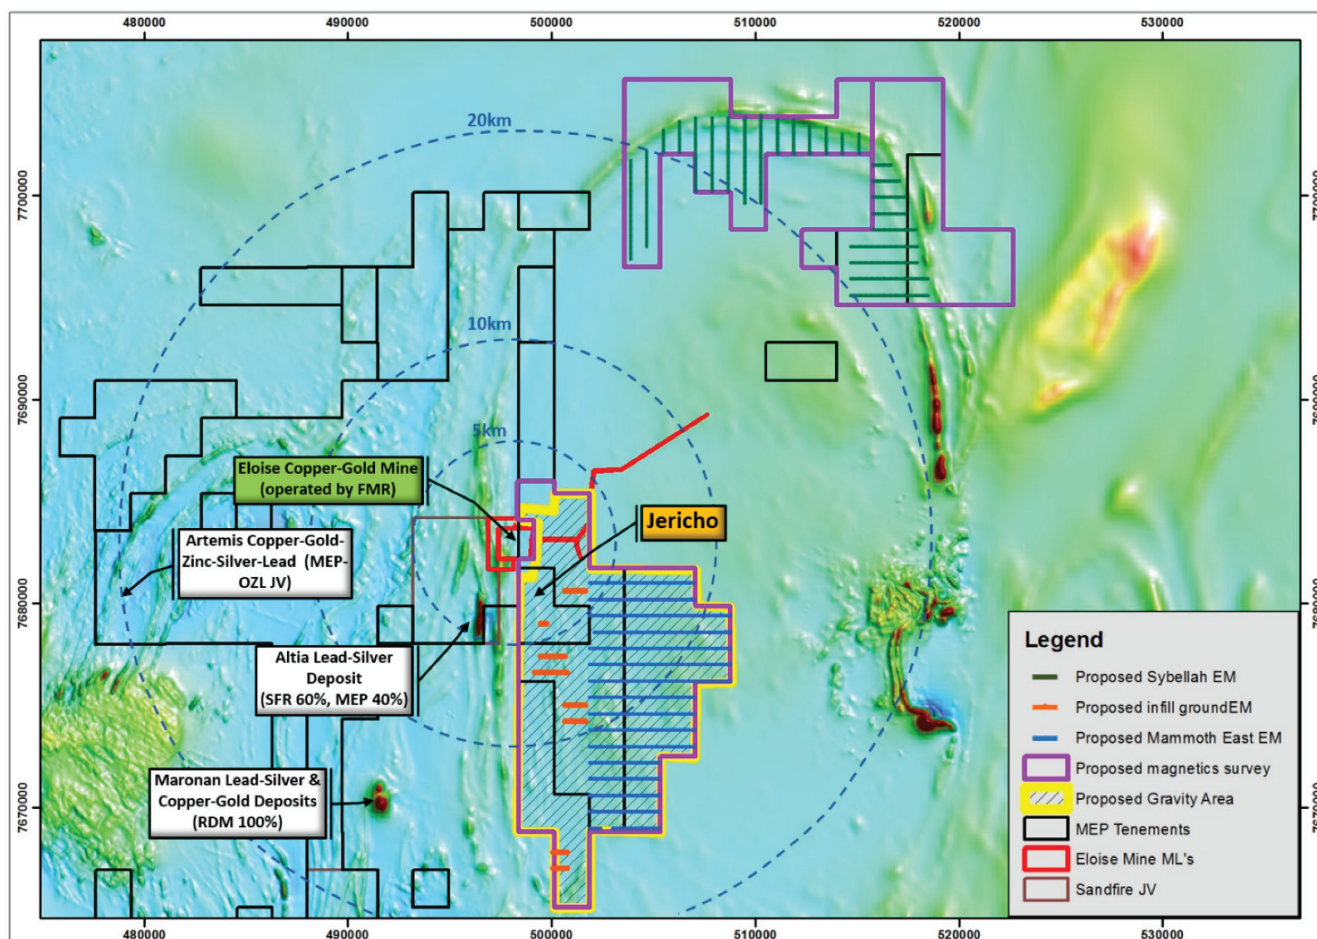 480000
490000
500000
510000
520000
530000
20km
7700000
7700000
10km
7690000
7690000
5km
Eloise Copper-Gold Mine
(operated by FMR)
Jericho
Artemis Copper-Gold-
Zinc-Silver-Lead (MEP-
OZL JV)
7680000
7680000
Altia Lead-Silver
Deposit
(SFR 60%, MEP 40%)
Maronan Lead-Silver &
Copper-Gold Deposits
(RDM 100%)
7670000
7670000
Legend
Proposed Sybellah EM
Proposed infill groundEM
Proposed Mammoth East EM
Proposed magnetics survey
Proposed Gravity Area
MEP Tenements
Eloise Mine ML's
Sandfire JV
480000
490000
500000
510000
520000
530000